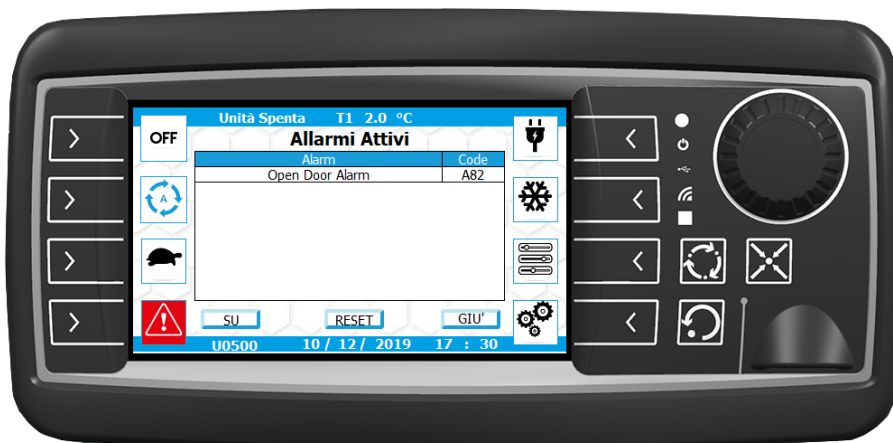 Unità Spenta T1 2.0 °C
OFF
Allarmi Attivi
Alarm Code
Open Door Alarm A82
A
SU RESET GIU'
U0500 10 / 12 / 2019 17 : 30